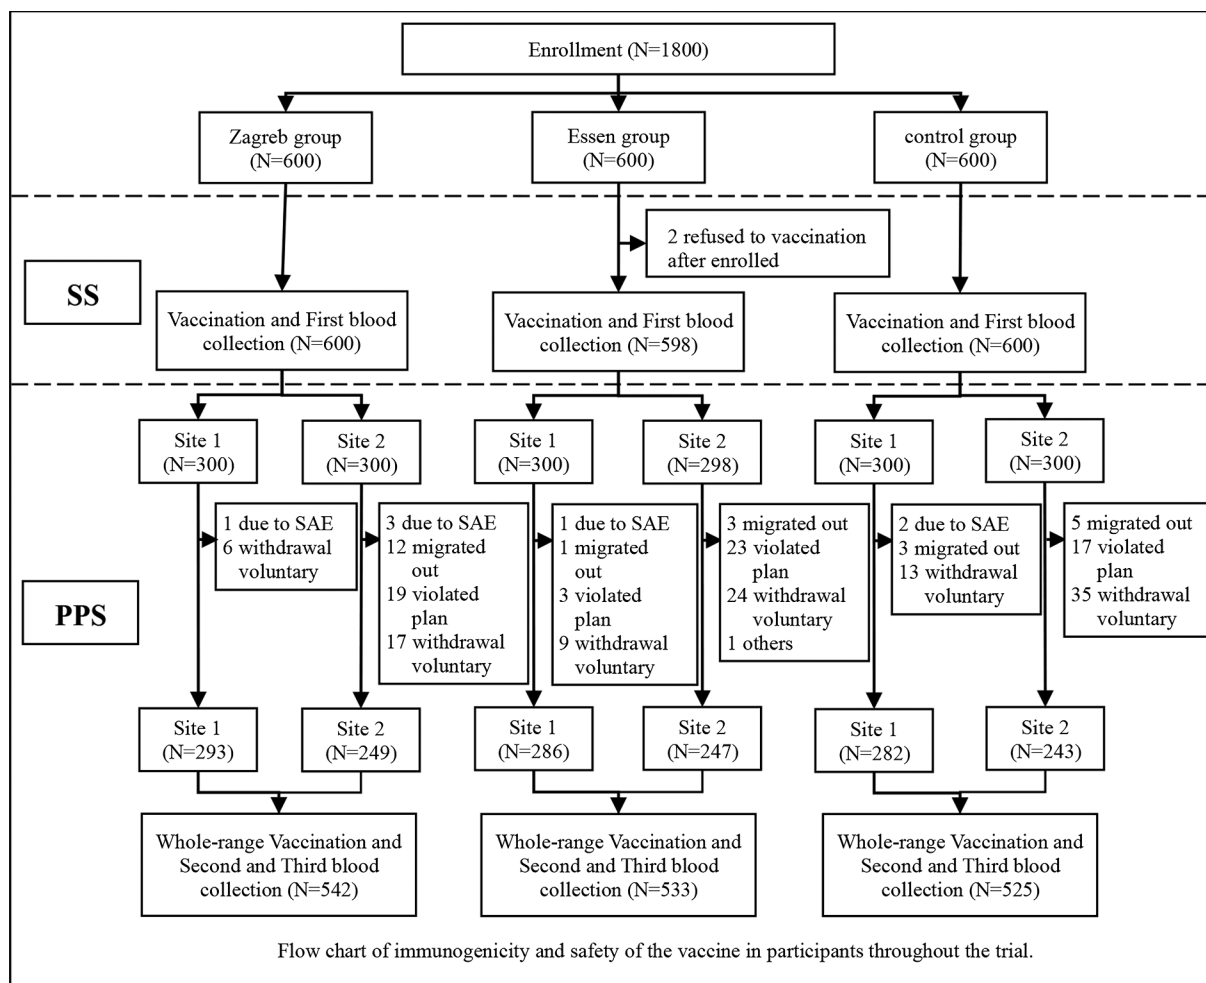 Enrollment (N=1800)
Zagreb group
(N=600)
Essen group
(N=600)
control group
(N=600)
2 refused to vaccination
after enrolled
SS
Vaccination and First blood
collection (N=600)
Vaccination and First blood
collection (N=598)
Vaccination and First blood
collection (N=600)
Site 1
(N=300)
Site 2
(N=300)
Site 1
(N=300)
Site 2
(N=298)
Site 1
(N=300)
Site 2
(N=300)
PPS
1 due to SAE
6 withdrawal
voluntary
3 due to SAE
12 migrated
out
19 violated
plan
17 withdrawal
voluntary
1 due to SAE
1 migrated
out
3 violated
plan
9 withdrawal
voluntary
3 migrated out
23 violated
plan
24 withdrawal
voluntary
1 others
2 due to SAE
3 migrated out
13 withdrawal
voluntary
5 migrated out
17 violated
plan
35 withdrawal
voluntary
Site 1
(N=293)
Site 2
(N=249)
Site 1
(N=286)
Site 2
(N=247)
Site 1
(N=282)
Site 2
(N=243)
Whole-range Vaccination and
Second and Third blood
collection (N=542)
Whole-range Vaccination and
Second and Third blood
collection (N=533)
Whole-range Vaccination and
Second and Third blood
collection (N=525)
Flow chart of immunogenicity and safety of the vaccine in participants throughout the trial.